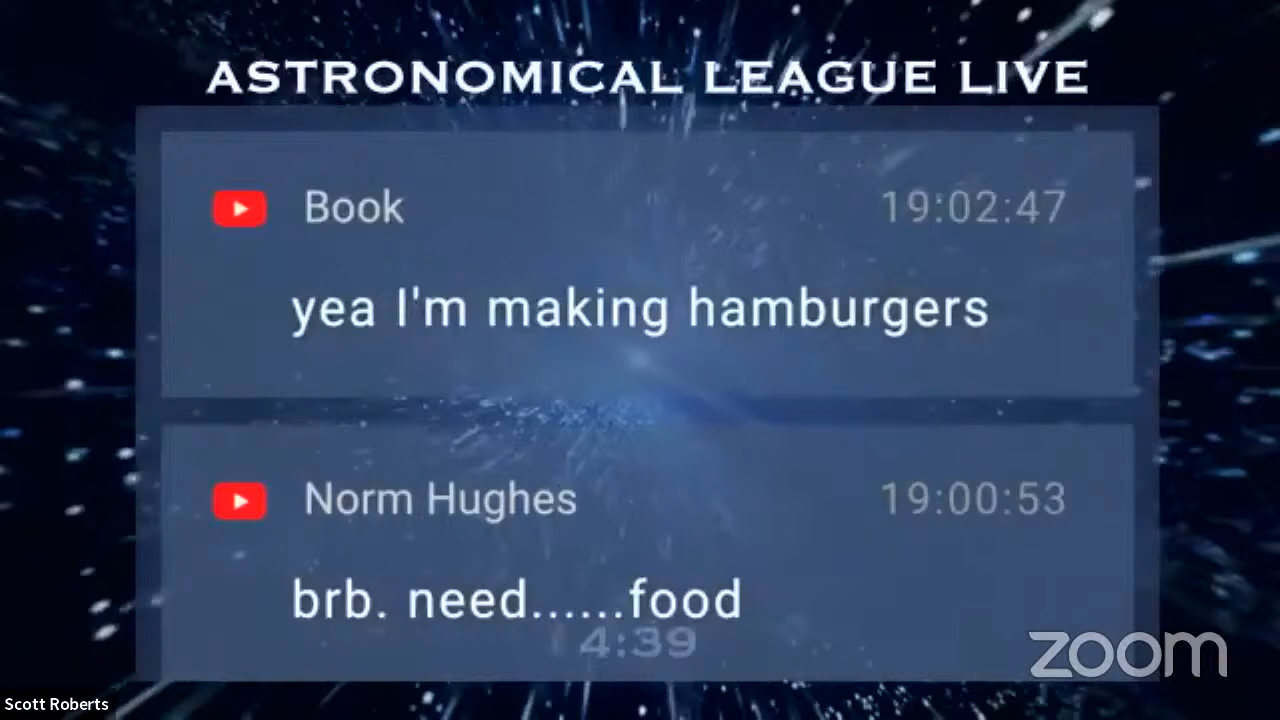 ASTRONOMICAL LEAGUE LIVE
Book 19:02:47
yea I'm making hamburgers
Norm Hughes 19:00:53
brb. need......food
4:39
zoom
Scott Roberts